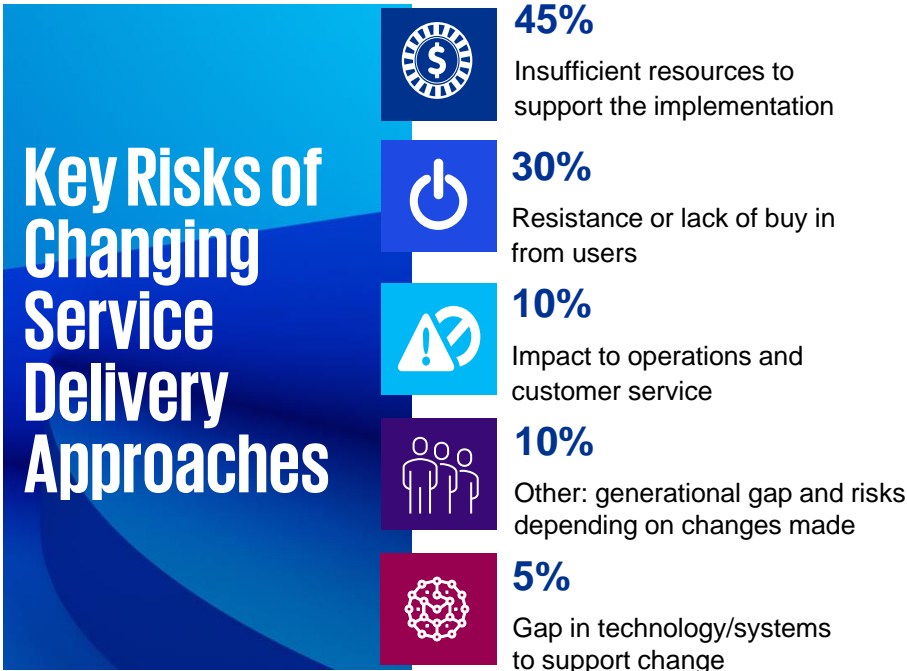 Key Risks of
Changing
Service
Delivery
Approaches
45%
Insufficient resources to
support the implementation
30%
Resistance or lack of buy in
from users
10%
Impact to operations and
customer service
10%
Other: generational gap and risks
depending on changes made
5%
Gap in technology/systems
to support change